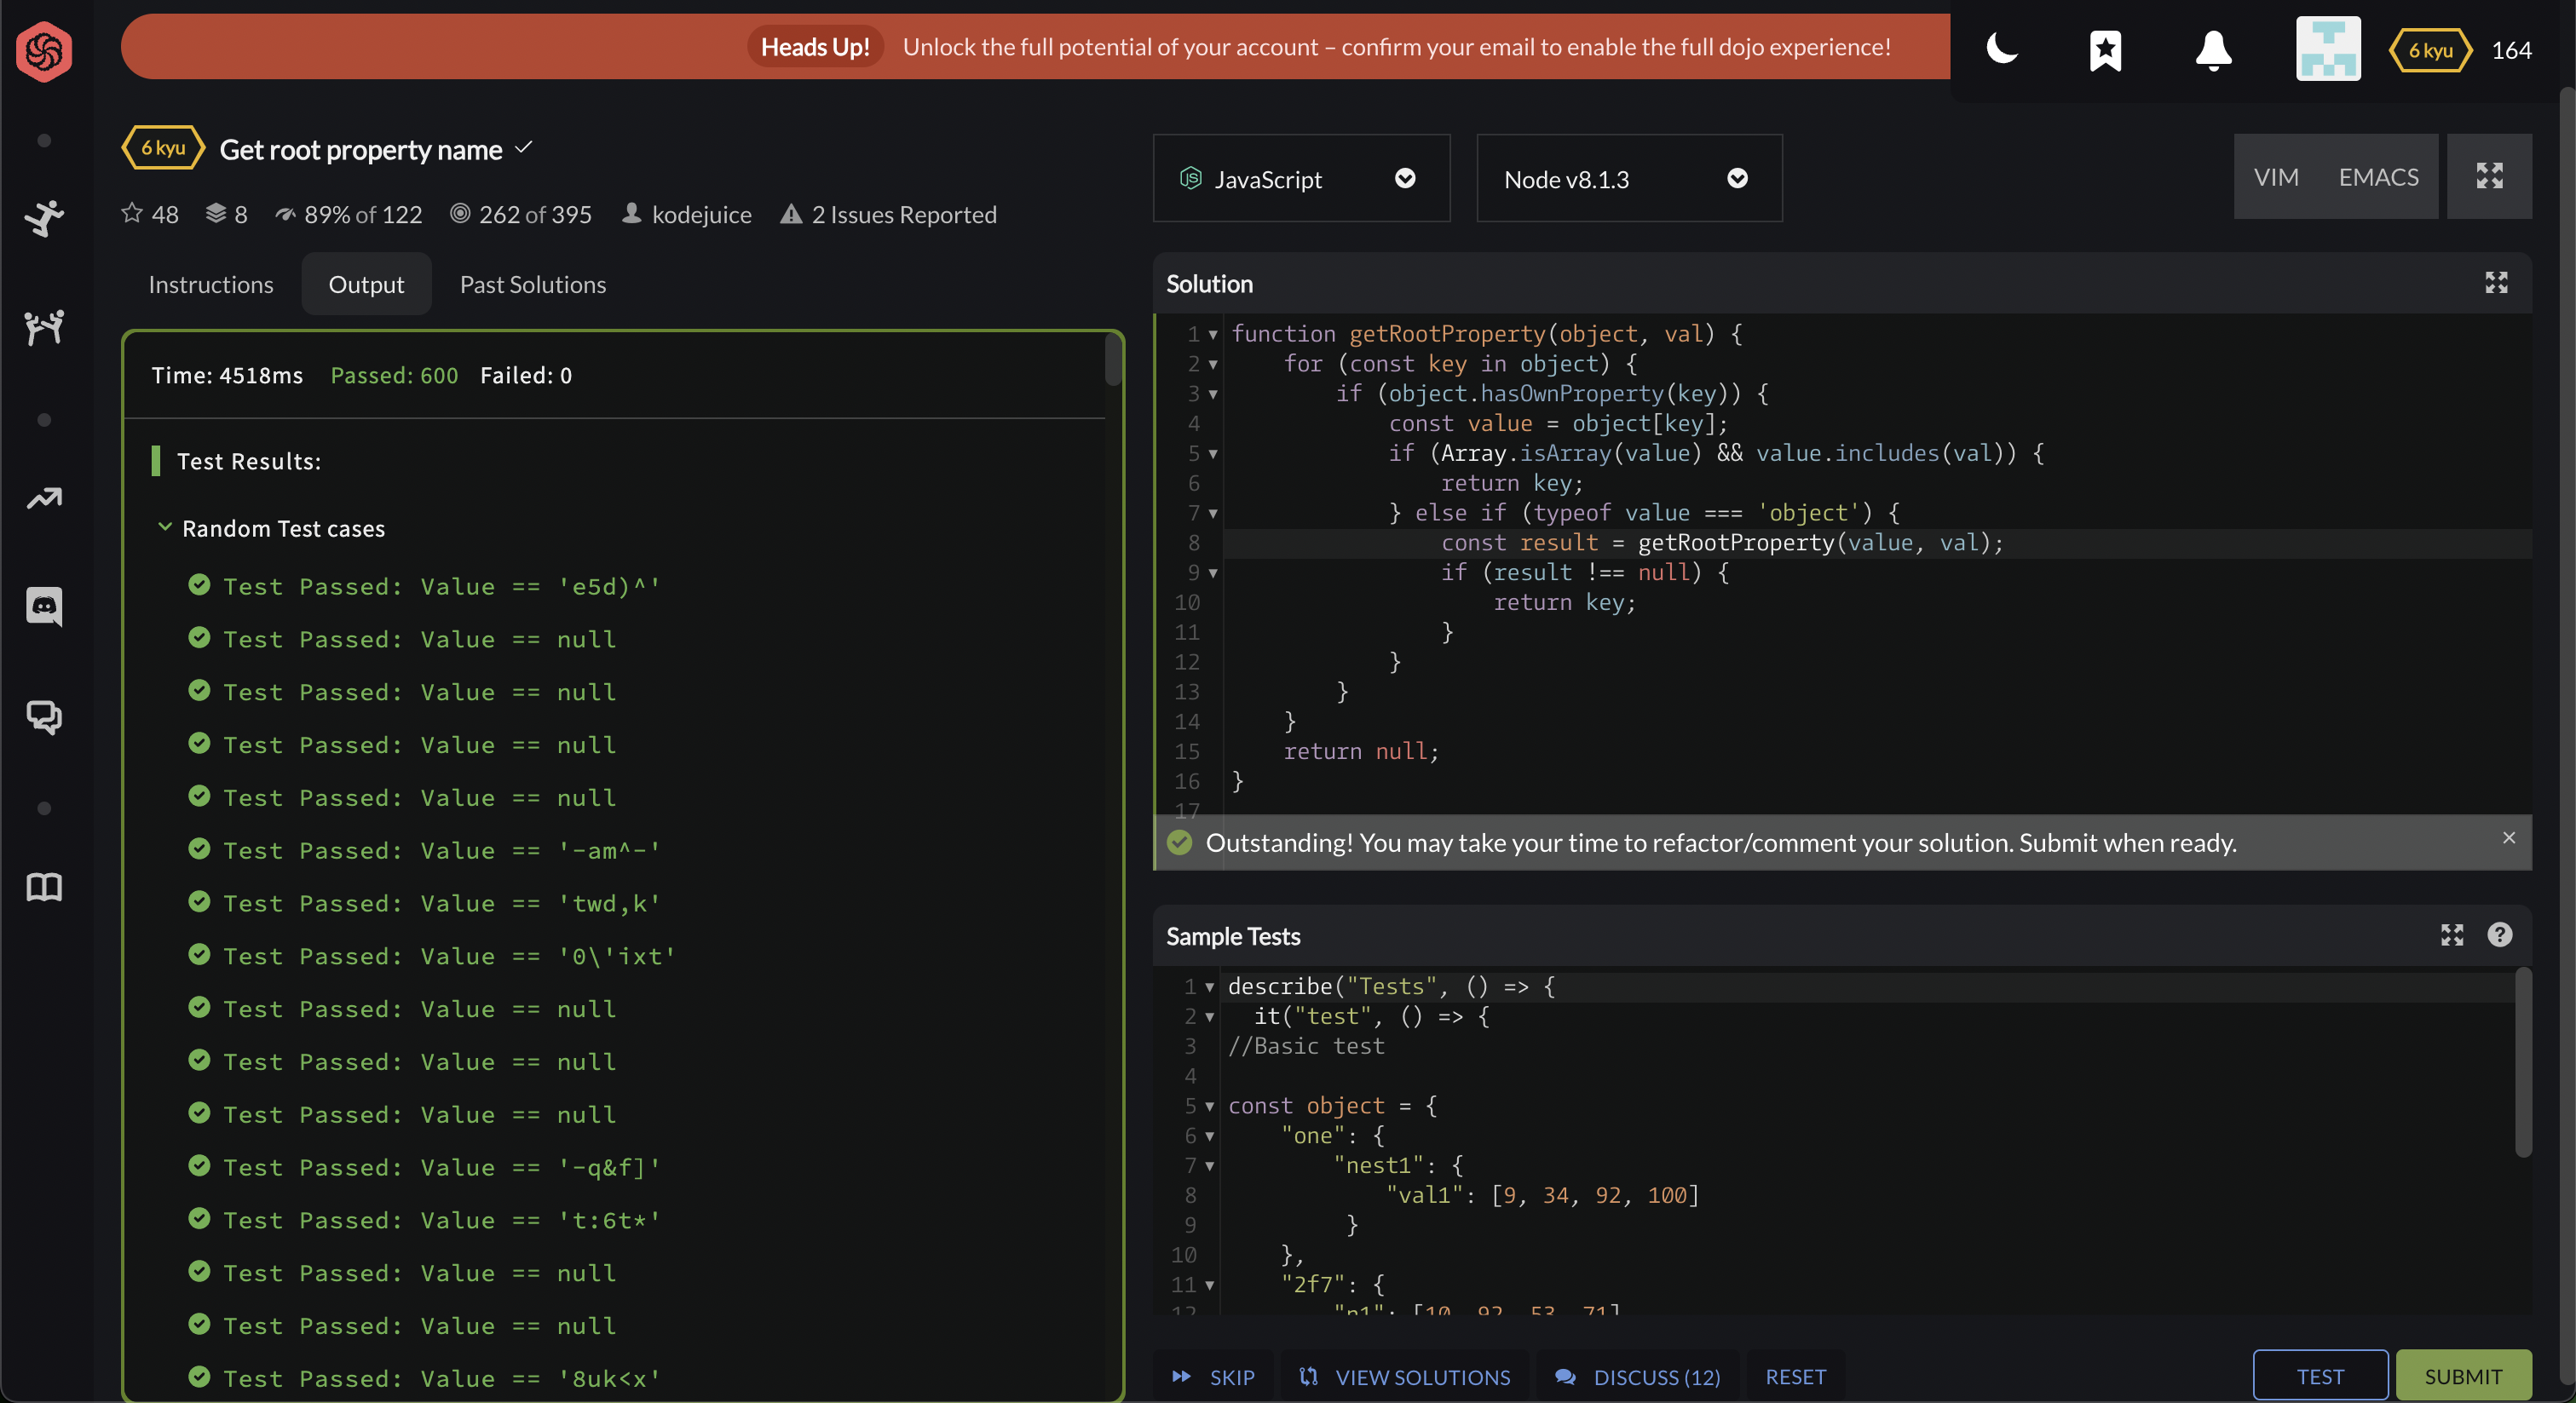 Heads Up! Unlock the full potential of your account – confirm your email to enable the full dojo experience!
6 kyu 164
6 kyu Get root property name
48 8 89% of 122 262 of 395 kodejuice 2 Issues Reported
Instructions Output Past Solutions
Time: 4518ms Passed: 600 Failed: 0
Test Results:
Random Test cases
Test Passed: Value == 'e5d)^'
Test Passed: Value == null
Test Passed: Value == null
Test Passed: Value == null
Test Passed: Value == null
Test Passed: Value == '-am^-'
Test Passed: Value == 'twd,k'
Test Passed: Value == '0\'ixt'
Test Passed: Value == null
Test Passed: Value == null
Test Passed: Value == null
Test Passed: Value == '-q&f]'
Test Passed: Value == 't:6t*'
Test Passed: Value == null
Test Passed: Value == null
Test Passed: Value == '8uk<x'
JavaScript Node v8.1.3 VIM EMACS
Solution
1 function getRootProperty(object, val) {
2     for (const key in object) {
3         if (object.hasOwnProperty(key)) {
4             const value = object[key];
5             if (Array.isArray(value) && value.includes(val)) {
6                 return key;
7             } else if (typeof value === 'object') {
8                 const result = getRootProperty(value, val);
9                 if (result !== null) {
10                     return key;
11                 }
12             }
13         }
14     }
15     return null;
16 }
17
Outstanding! You may take your time to refactor/comment your solution. Submit when ready.
Sample Tests
1 describe("Tests", () => {
2   it("test", () => {
3 //Basic test
4
5 const object = {
6     "one": {
7         "nest1": {
8             "val1": [9, 34, 92, 100]
9          }
10     },
11     "2f7": {
12         "n1": [10, 92, 53, 71]
SKIP VIEW SOLUTIONS DISCUSS (12) RESET TEST SUBMIT